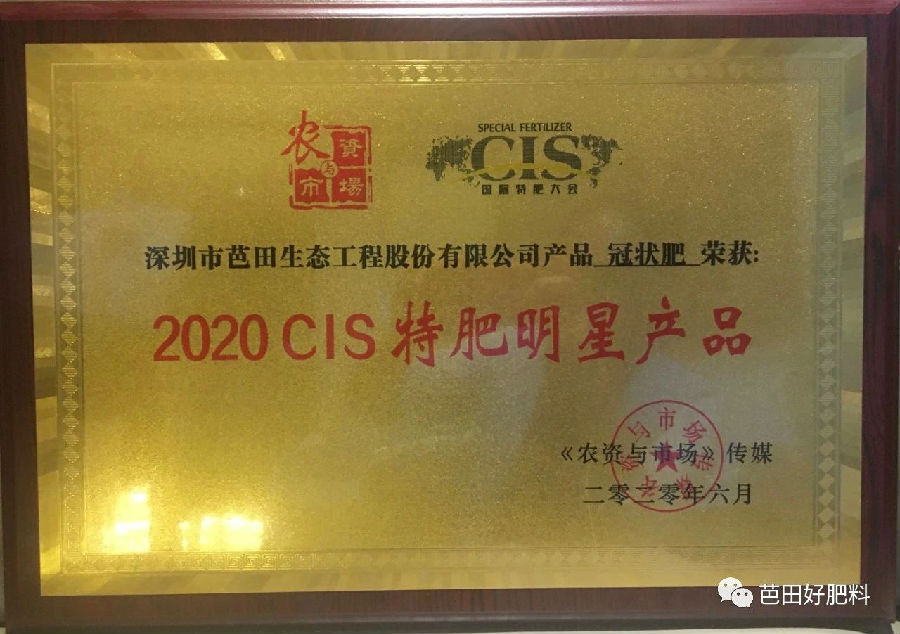 农资与市場
SPECIAL FERTILIZER
CIS
国际特肥大会
深圳市芭田生态工程股份有限公司产品 冠状肥 荣获:
2020 CIS 特肥明星产品
《农资与市场》传媒
二零二零年六月
芭田好肥料